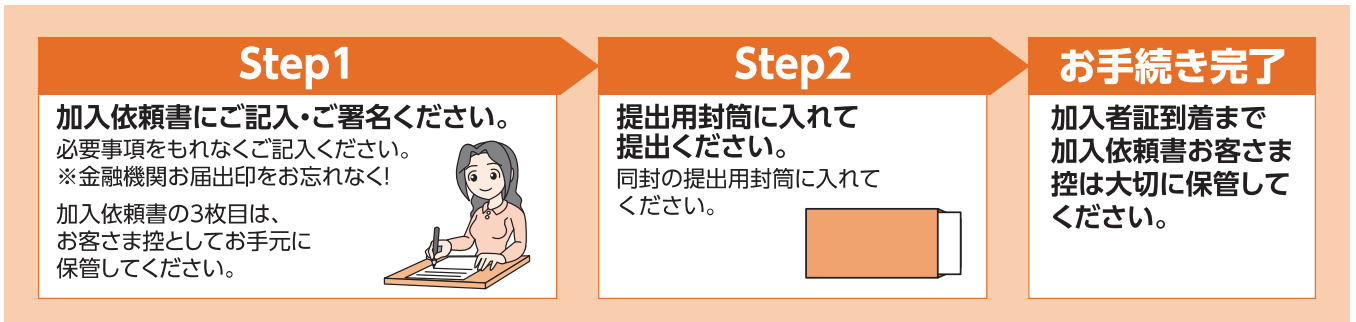 Step1
加入依頼書にご記入・ご署名ください。
必要事項をもれなくご記入ください。
※金融機関お届出印をお忘れなく!
加入依頼書の3枚目は、
お客さま控としてお手元に
保管してください。
Step2
提出用封筒に入れて
提出ください。
同封の提出用封筒に入れて
ください。
お手続き完了
加入者証到着まで
加入依頼書お客さま
控は大切に保管して
ください。